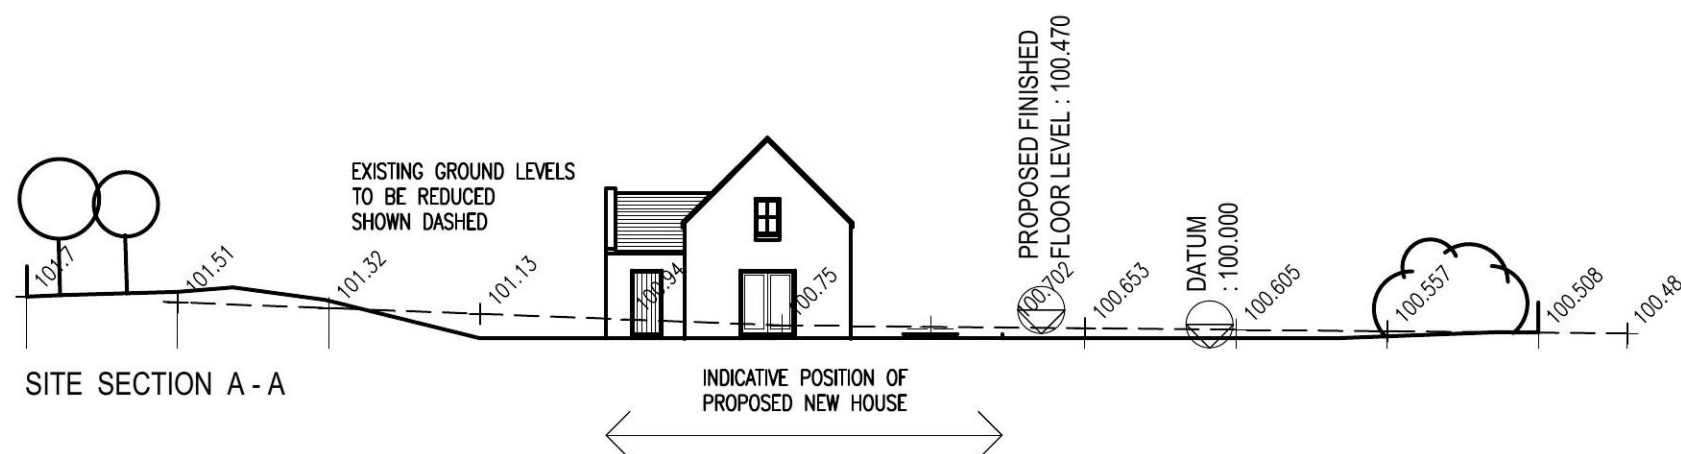 EXISTING GROUND LEVELS
TO BE REDUCED
SHOWN DASHED
PROPOSED FINISHED
FLOOR LEVEL : 100.470
DATUM
: 100.000
101.7
101.51
101.32
101.13
100.94
100.75
100.702
100.653
100.605
100.557
100.508
100.48
SITE SECTION A - A
INDICATIVE POSITION OF
PROPOSED NEW HOUSE